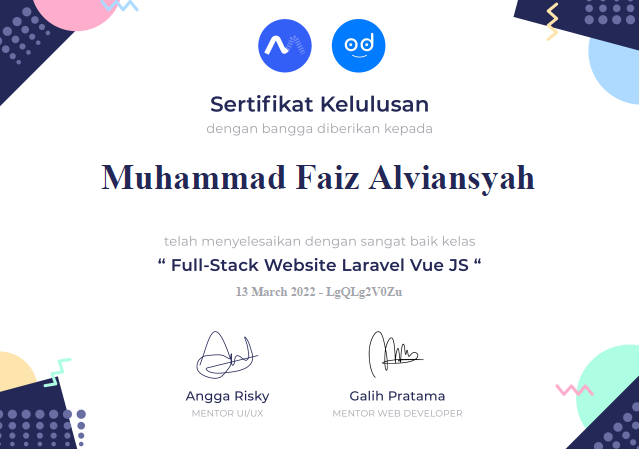 Sertifikat Kelulusan
dengan bangga diberikan kepada
Muhammad Faiz Alviansyah
telah menyelesaikan dengan sangat baik kelas
“ Full-Stack Website Laravel Vue JS “
13 March 2022 - LgQLg2V0Zu
Angga Risky
MENTOR UI/UX
Galih Pratama
MENTOR WEB DEVELOPER